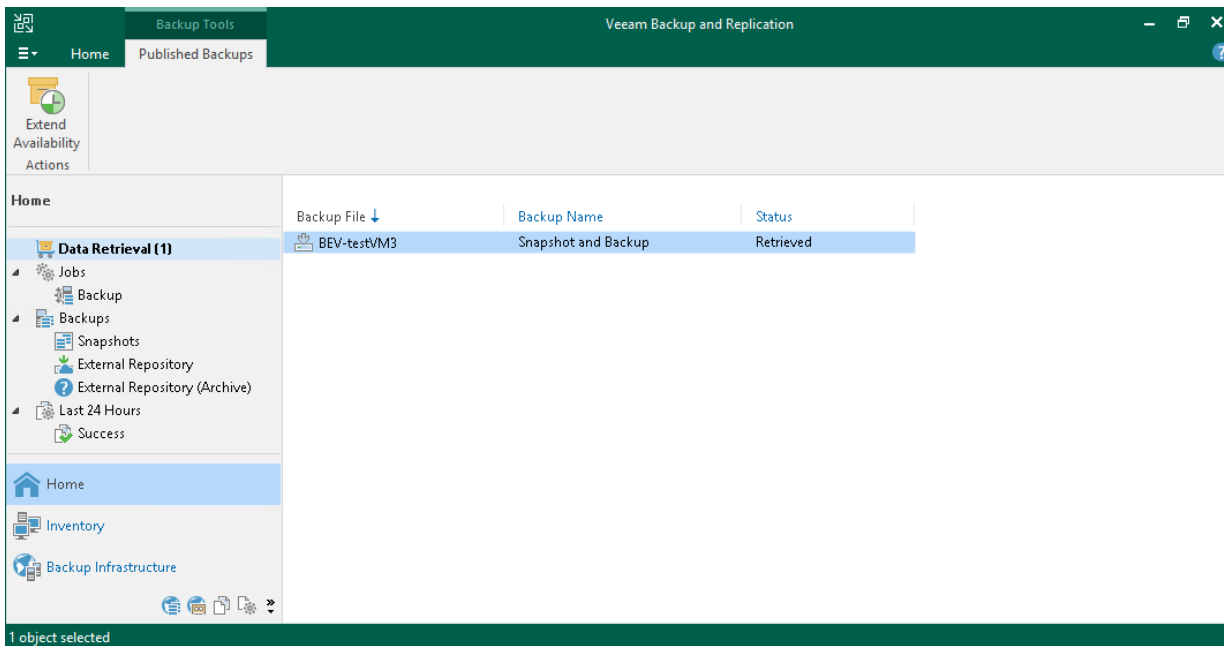 Backup Tools
Veeam Backup and Replication
Home
Published Backups
Extend
Availability
Actions
Home
Backup File
Backup Name
Status
BEV-testVM3
Snapshot and Backup
Retrieved
Data Retrieval (1)
Jobs
Backup
Backups
Snapshots
External Repository
External Repository (Archive)
Last 24 Hours
Success
Home
Inventory
Backup Infrastructure
1 object selected